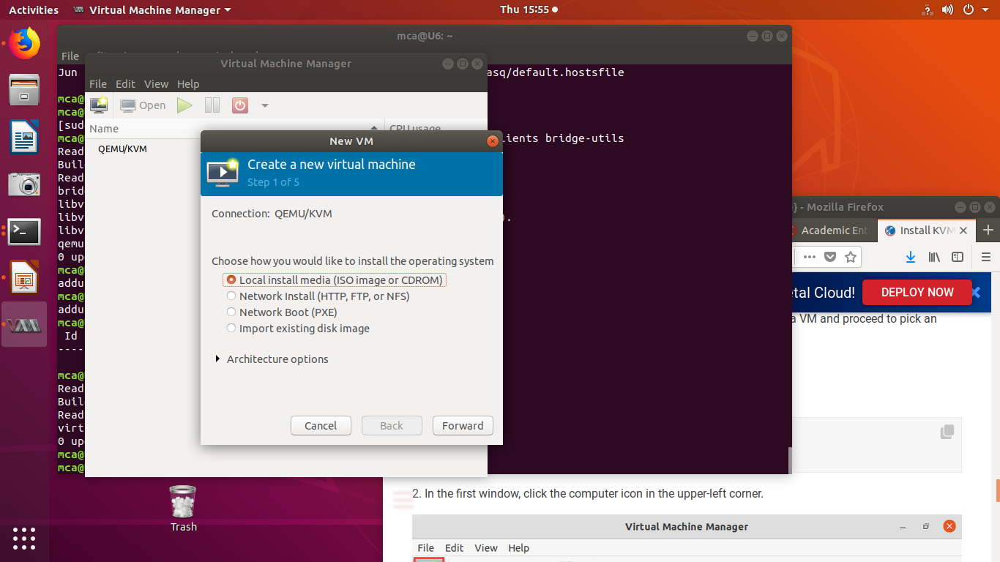 Activities Virtual Machine Manager Thu 15:55
mca@U6: ~
File
Virtual Machine Manager
File Edit View Help
Open
Name CPU usage
QEMU/KVM
New VM
Create a new virtual machine
Step 1 of 5
Connection: QEMU/KVM
Choose how you would like to install the operating system
Local install media (ISO image or CDROM)
Network Install (HTTP, FTP, or NFS)
Network Boot (PXE)
Import existing disk image
Architecture options
Cancel Back Forward
Jun asq/default.hostsfile
mca@
mca@
[sud
mca@ ients bridge-utils
Read
Buil
Read
brid
libv
libv ).
libv
qemu
0 upg
mca@
addu
mca@
addu
mca@
Id
----
mca@
Read
Buil
Read
virt
0 upg
mca@
mca@
- Mozilla Firefox
Academic Ent Install KVM
etal Cloud! DEPLOY NOW
a VM and proceed to pick an
2. In the first window, click the computer icon in the upper-left corner.
Virtual Machine Manager
File Edit View Help
Trash